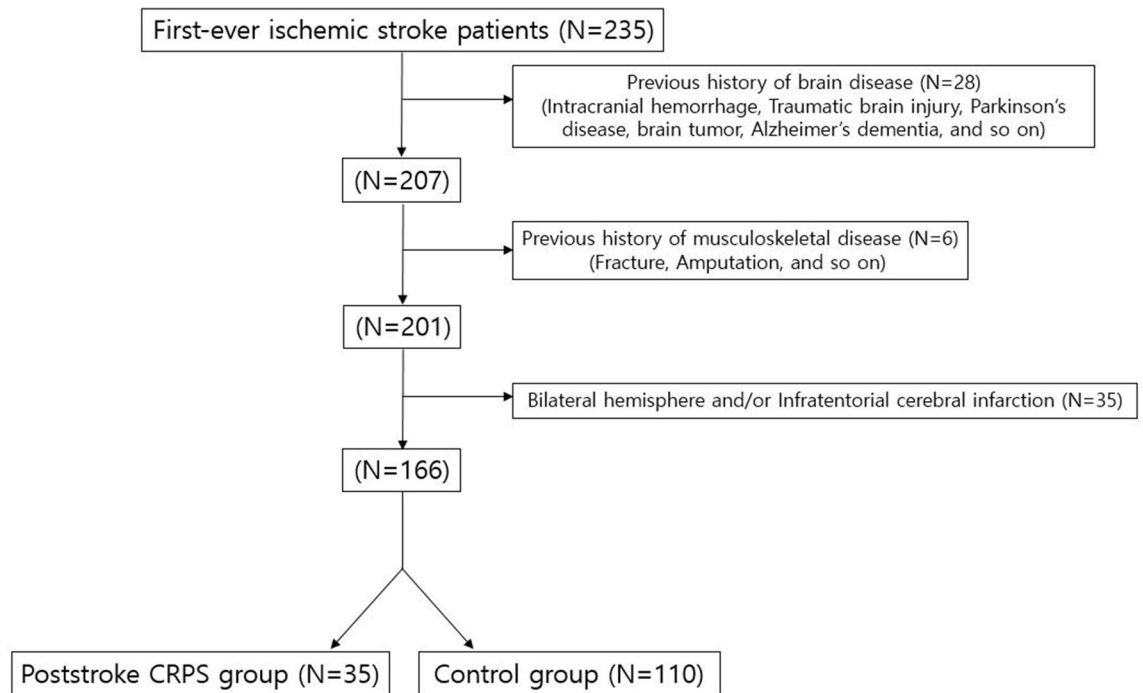 First-ever ischemic stroke patients (N=235)
Previous history of brain disease (N=28)
(Intracranial hemorrhage, Traumatic brain injury, Parkinson's
disease, brain tumor, Alzheimer's dementia, and so on)
(N=207)
Previous history of musculoskeletal disease (N=6)
(Fracture, Amputation, and so on)
(N=201)
Bilateral hemisphere and/or Infratentorial cerebral infarction (N=35)
(N=166)
Poststroke CRPS group (N=35)
Control group (N=110)